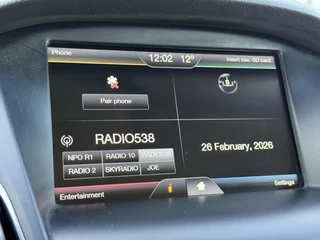 Phone
12:02 12°
Insert nav. SD card
Pair phone
RADIO538
NPO R1 RADIO 10 RADIO538
RADIO 2 SKYRADIO JOE
26 February, 2026
Entertainment
Settings